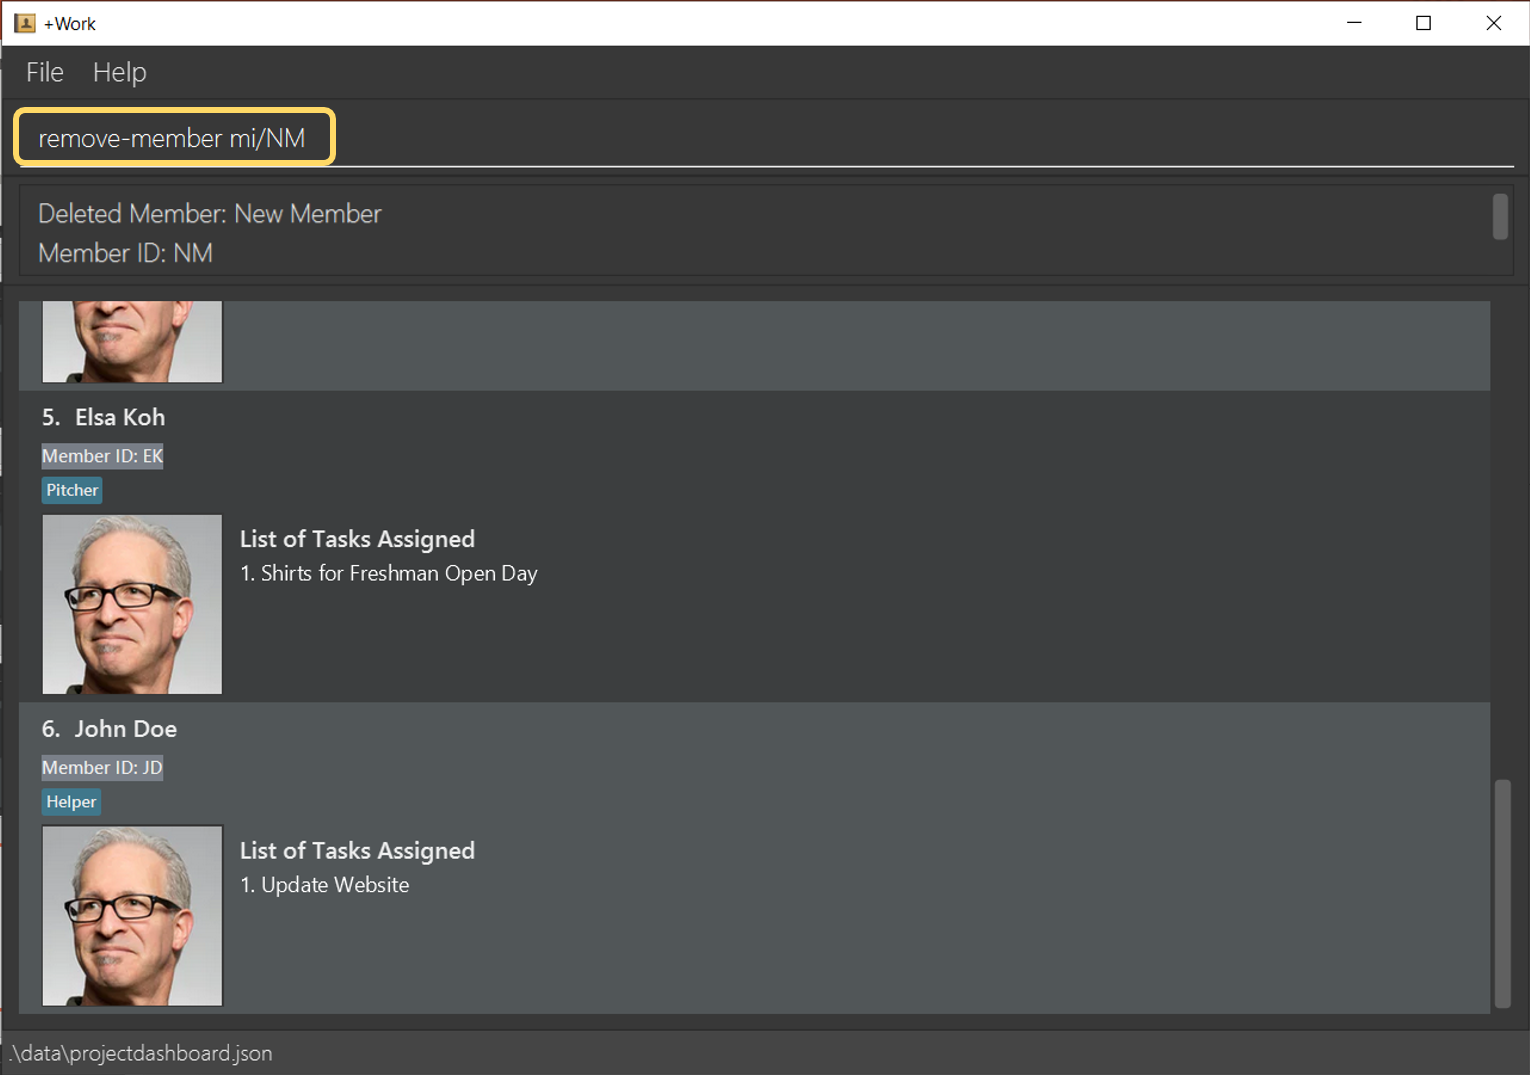 +Work
File Help
remove-member mi/NM
Deleted Member: New Member
Member ID: NM
5. Elsa Koh
Member ID: EK
Pitcher
List of Tasks Assigned
1. Shirts for Freshman Open Day
6. John Doe
Member ID: JD
Helper
List of Tasks Assigned
1. Update Website
.\data\projectdashboard.json